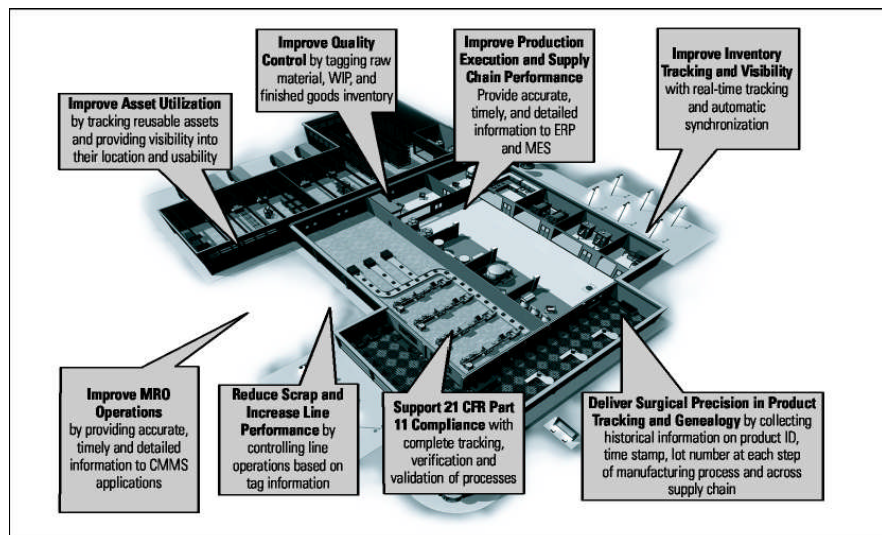 Improve Asset Utilization
by tracking reusable assets
and providing visibility into
their location and usability
Improve Quality
Control by tagging raw
material, WIP, and
finished goods inventory
Improve Production
Execution and Supply
Chain Performance
Provide accurate,
timely, and detailed
information to ERP
and MES
Improve Inventory
Tracking and Visibility
with real-time tracking
and automatic
synchronization
Improve MRO
Operations
by providing accurate,
timely and detailed
information to CMMS
applications
Reduce Scrap and
Increase Line
Performance by
controlling line
operations based on
tag information
Support 21 CFR Part
11 Compliance with
complete tracking,
verification and
validation of processes
Deliver Surgical Precision in Product
Tracking and Genealogy by collecting
historical information on product ID,
time stamp, lot number at each step
of manufacturing process and across
supply chain